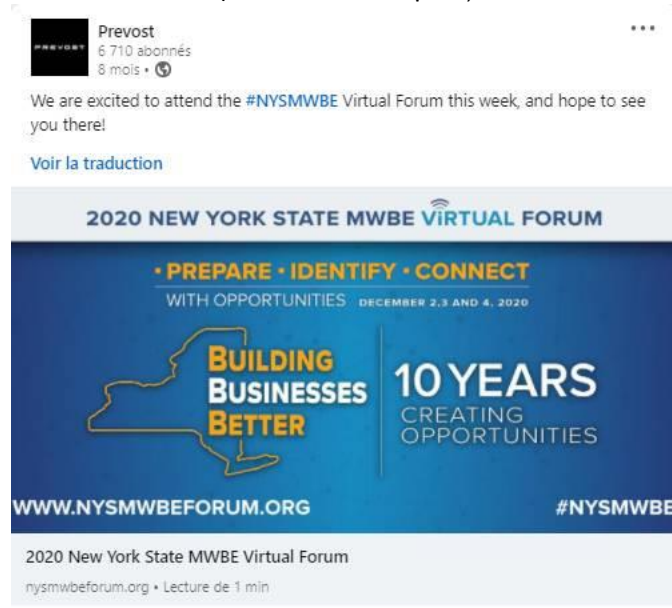 PREVOST
Prevost
6 710 abonnés
8 mois •
We are excited to attend the #NYSMWBE Virtual Forum this week, and hope to see
you there!
Voir la traduction
2020 NEW YORK STATE MWBE VIRTUAL FORUM
• PREPARE • IDENTIFY • CONNECT
WITH OPPORTUNITIES DECEMBER 2,3 AND 4, 2020
BUILDING
BUSINESSES
BETTER
10 YEARS
CREATING
OPPORTUNITIES
WWW.NYSMWBEFORUM.ORG
#NYSMWBE
2020 New York State MWBE Virtual Forum
nysmwbeforum.org • Lecture de 1 min